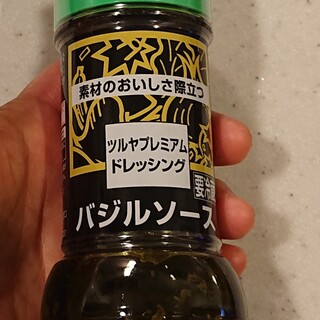 素材のおいしさ際立つ
ツルヤプレミアム
ドレッシング
要冷
バジルソース